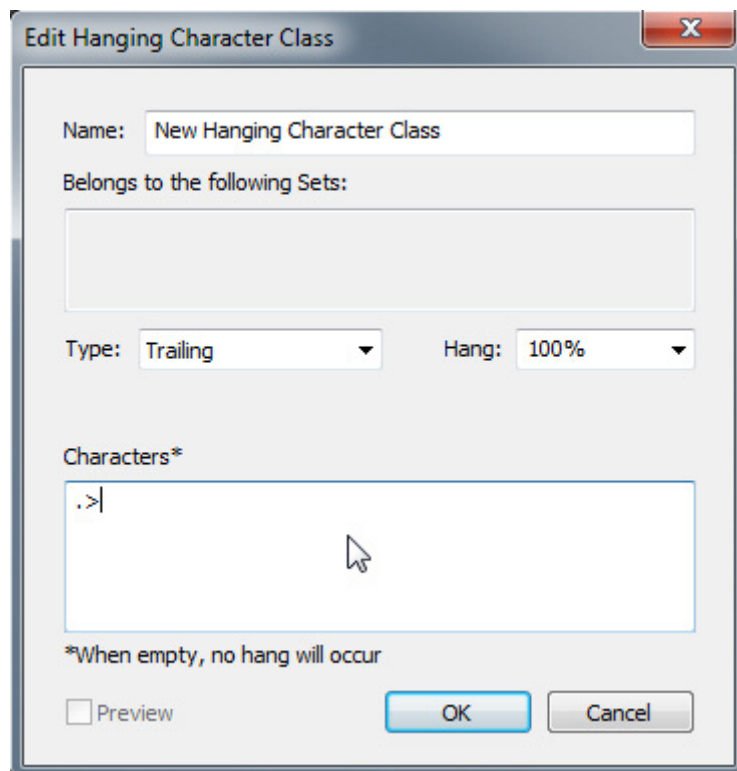 Edit Hanging Character Class
Name: New Hanging Character Class
Belongs to the following Sets:
Type: Trailing Hang: 100%
Characters*
.>
*When empty, no hang will occur
Preview OK Cancel